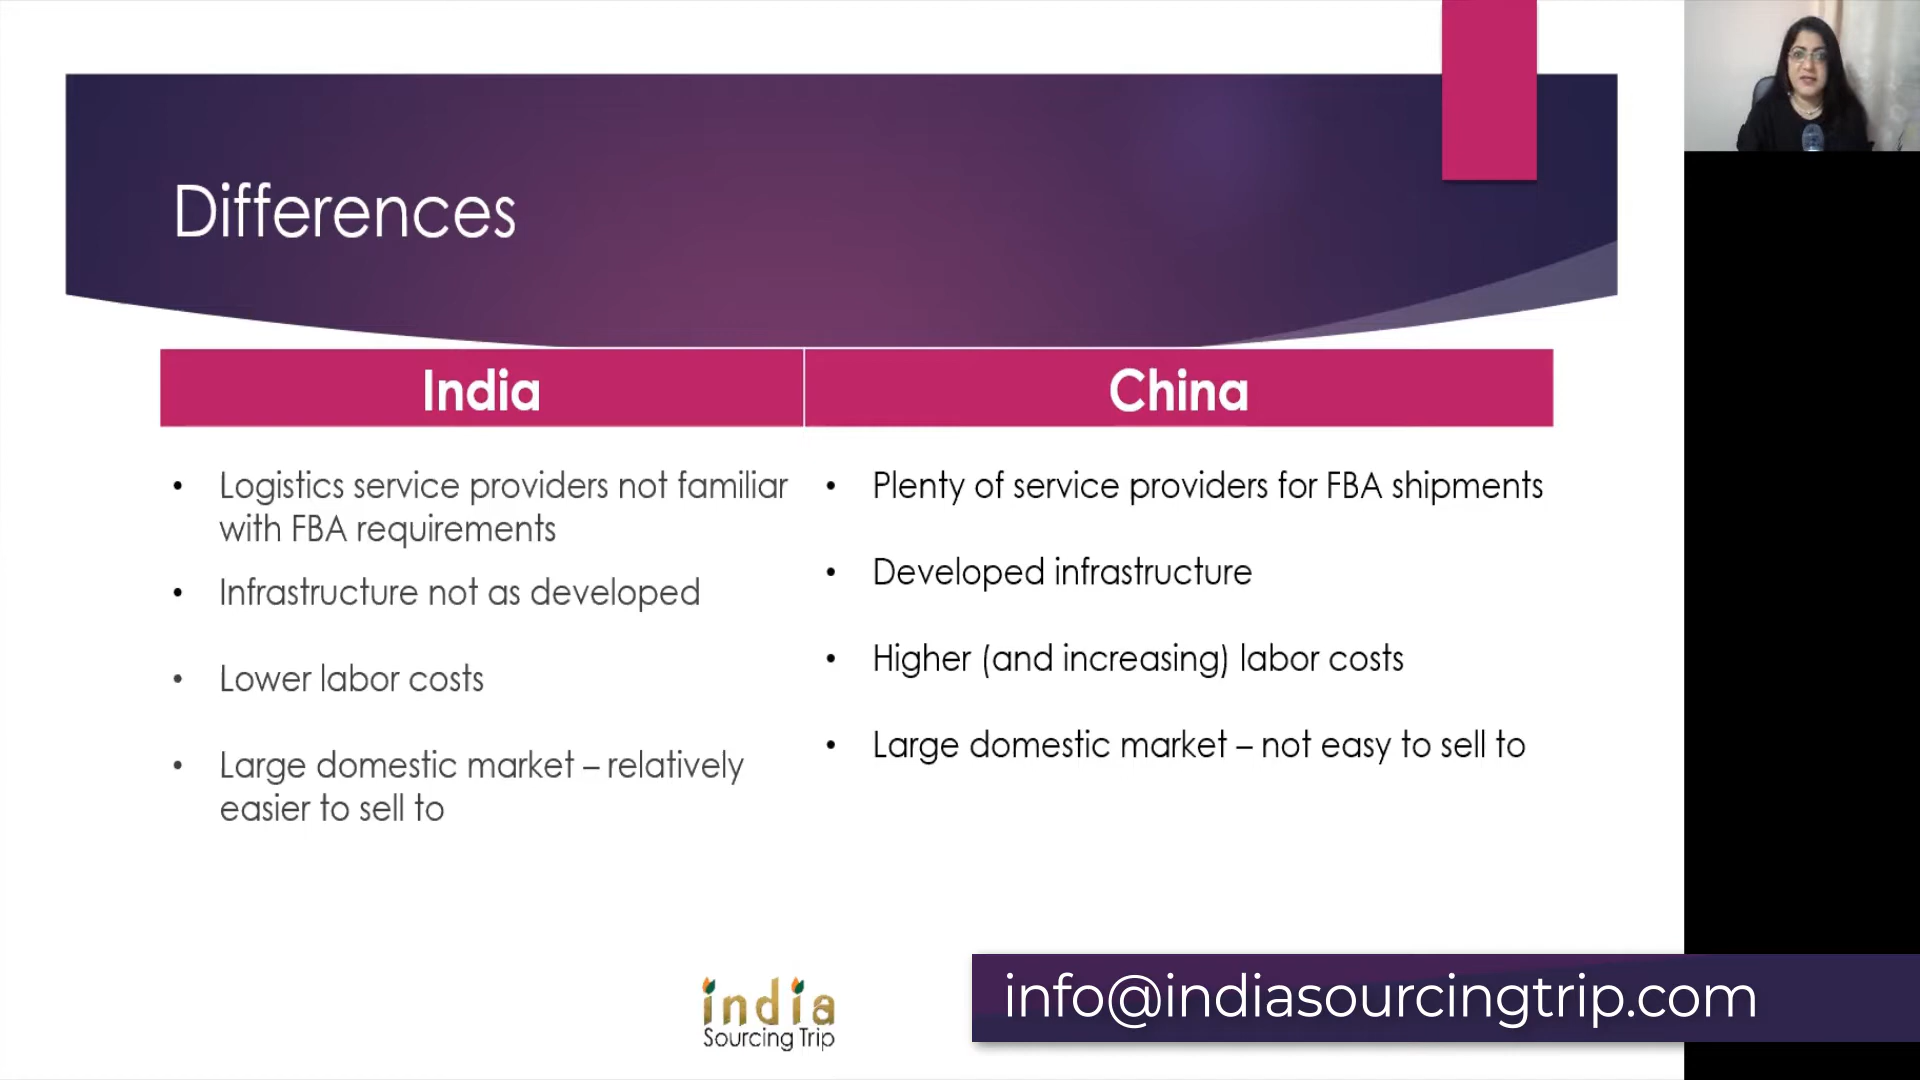 Differences
India
China
Logistics service providers not familiar
with FBA requirements
Infrastructure not as developed
Lower labor costs
Large domestic market – relatively
easier to sell to
Plenty of service providers for FBA shipments
Developed infrastructure
Higher (and increasing) labor costs
Large domestic market – not easy to sell to
india
Sourcing Trip
info@indiasourcingtrip.com